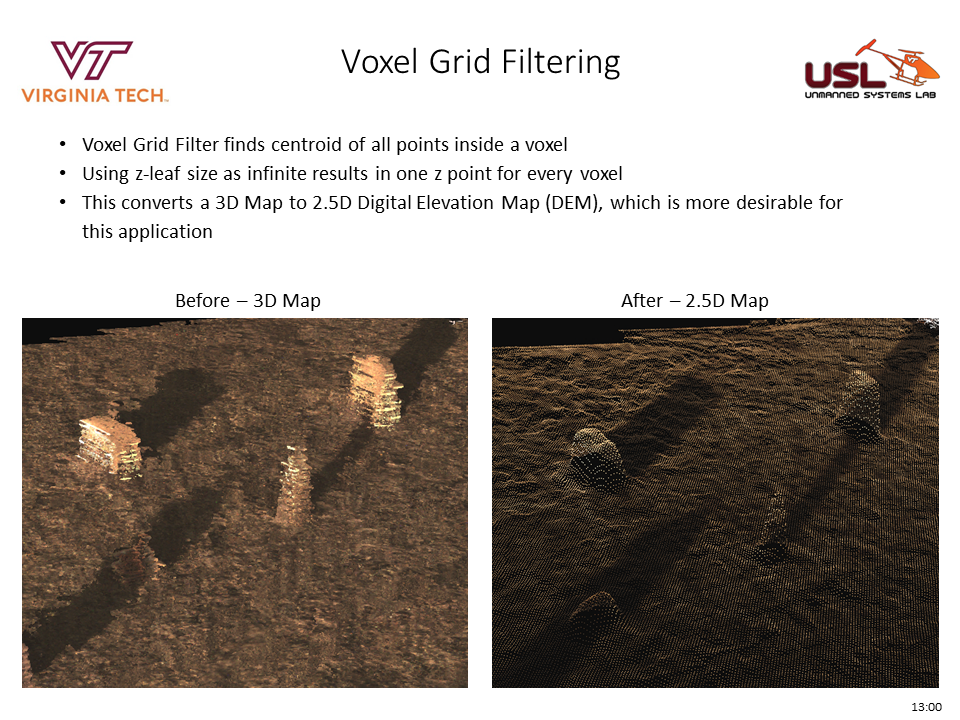 VT
VIRGINIA TECH™
Voxel Grid Filtering
USL
UNMANNED SYSTEMS LAB
• Voxel Grid Filter finds centroid of all points inside a voxel
• Using z-leaf size as infinite results in one z point for every voxel
• This converts a 3D Map to 2.5D Digital Elevation Map (DEM), which is more desirable for
this application
Before – 3D Map
After – 2.5D Map
13:00